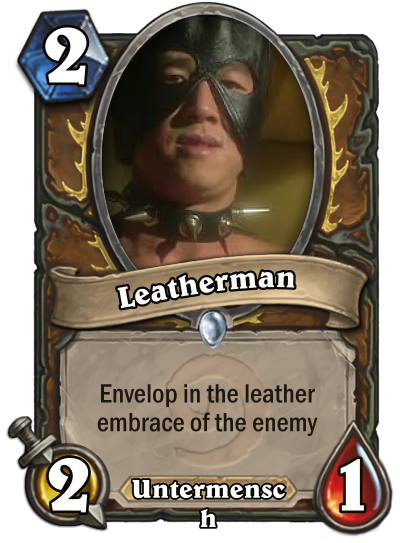 2
Leatherman
Envelop in the leather
embrace of the enemy
2
Untermensc
h
1